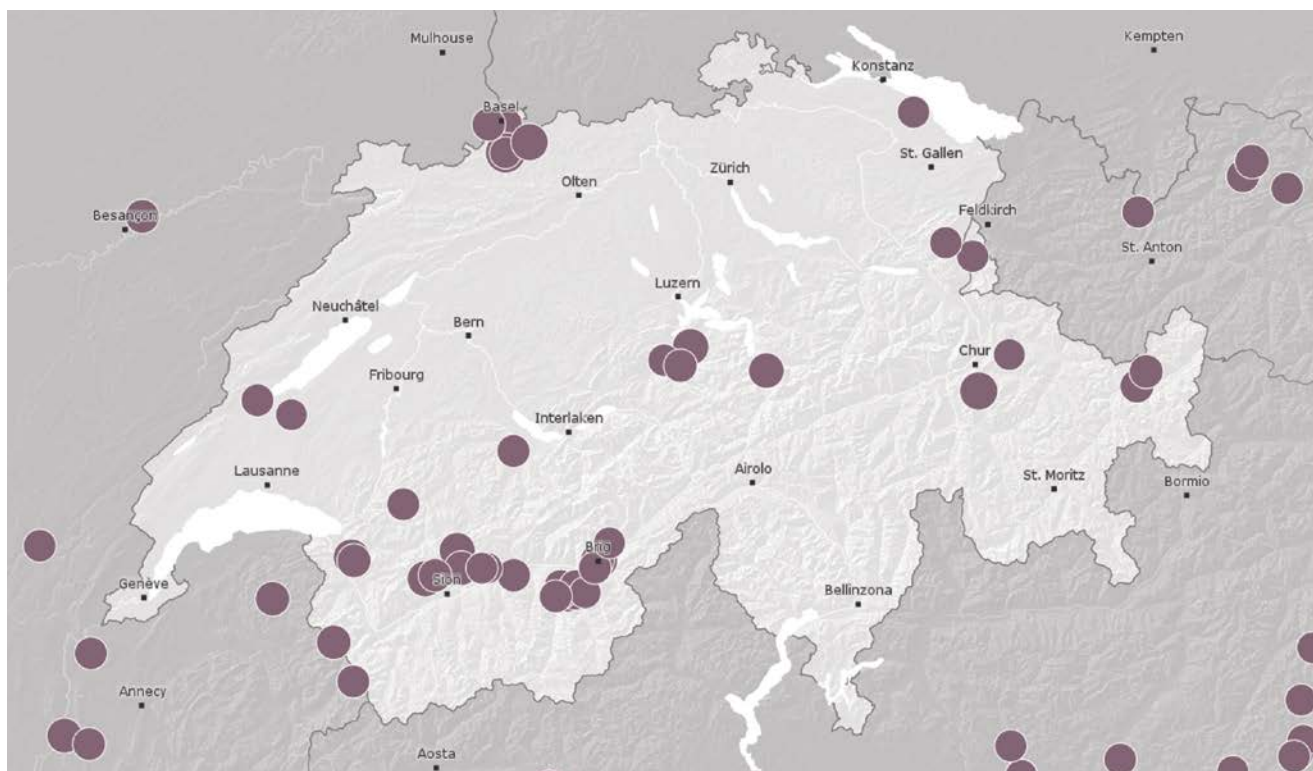 Mulhouse
Kempten
Konstanz
Basel
St. Gallen
Zürich
Olten
Besançon
Feldkirch
St. Anton
Luzern
Neuchâtel
Bern
Chur
Fribourg
Interlaken
Lausanne
Airolo
St. Moritz
Bormio
Brig
Genève
Sion
Bellinzona
Annecy
Aosta